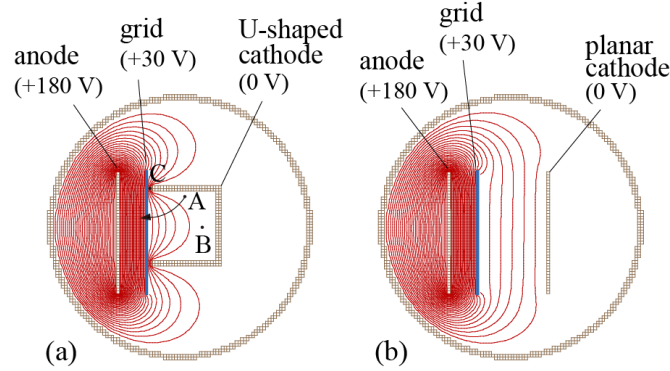 grid
(+30 V)
U-shaped
cathode
(0 V)
anode
(+180 V)
C
A
B
(a)
grid
(+30 V)
anode
(+180 V)
planar
cathode
(0 V)
(b)